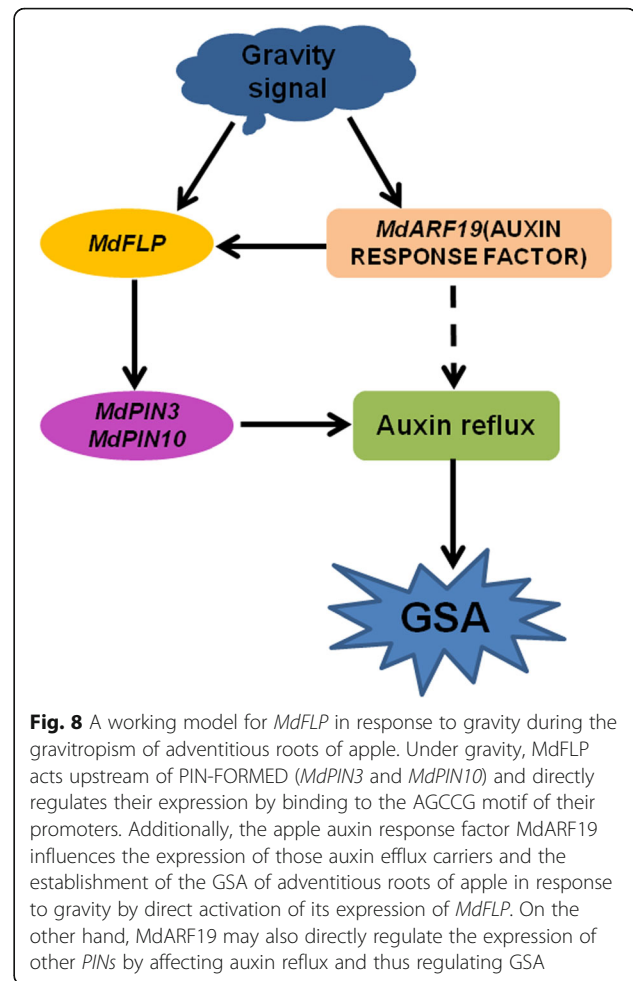 Gravity
signal
MdFLP
MdARF19(AUXIN
RESPONSE FACTOR)
MdPIN3
MdPIN10
Auxin reflux
GSA
Fig. 8 A working model for MdFLP in response to gravity during the
gravitropism of adventitious roots of apple. Under gravity, MdFLP
acts upstream of PIN-FORMED (MdPIN3 and MdPIN10) and directly
regulates their expression by binding to the AGCCG motif of their
promoters. Additionally, the apple auxin response factor MdARF19
influences the expression of those auxin efflux carriers and the
establishment of the GSA of adventitious roots of apple in response
to gravity by direct activation of its expression of MdFLP. On the
other hand, MdARF19 may also directly regulate the expression of
other PINs by affecting auxin reflux and thus regulating GSA